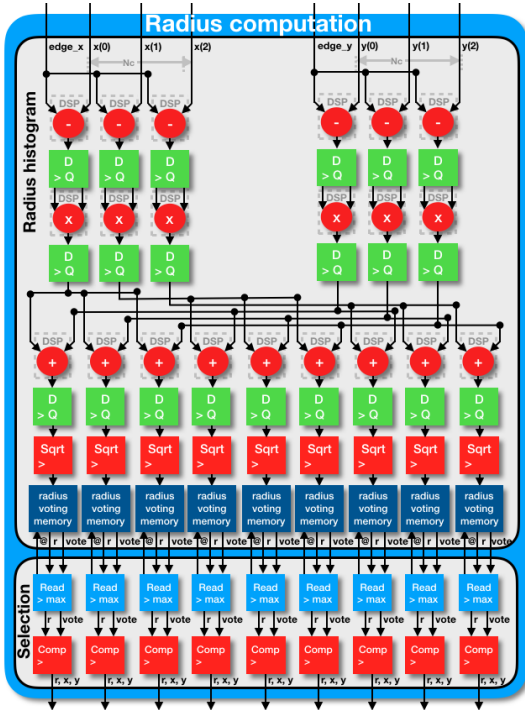 Radius computation
edge_x x(0) x(1) x(2) edge_y y(0) y(1) y(2)
Nc Nc
Radius histogram
DSP DSP DSP DSP DSP DSP
- - - - - -
D D D D D D
> Q > Q > Q > Q > Q > Q
DSP DSP DSP DSP DSP DSP
x x x x x x
D D D D D D
> Q > Q > Q > Q > Q > Q
DSP DSP DSP DSP DSP DSP DSP DSP DSP
+ + + + + + + + +
D D D D D D D D D
> Q > Q > Q > Q > Q > Q > Q > Q > Q
Sqrt Sqrt Sqrt Sqrt Sqrt Sqrt Sqrt Sqrt Sqrt
> > > > > > > > >
radius radius radius radius radius radius radius radius radius
voting voting voting voting voting voting voting voting voting
memory memory memory memory memory memory memory memory memory
@ r vote @ r vote @ r vote @ r vote @ r vote @ r vote @ r vote @ r vote @ r vote
Selection
Read Read Read Read Read Read Read Read Read
> max > max > max > max > max > max > max > max > max
r vote r vote r vote r vote r vote r vote r vote r vote r vote
Comp Comp Comp Comp Comp Comp Comp Comp Comp
> > > > > > > > >
r, x, y r, x, y r, x, y r, x, y r, x, y r, x, y r, x, y r, x, y r, x, y